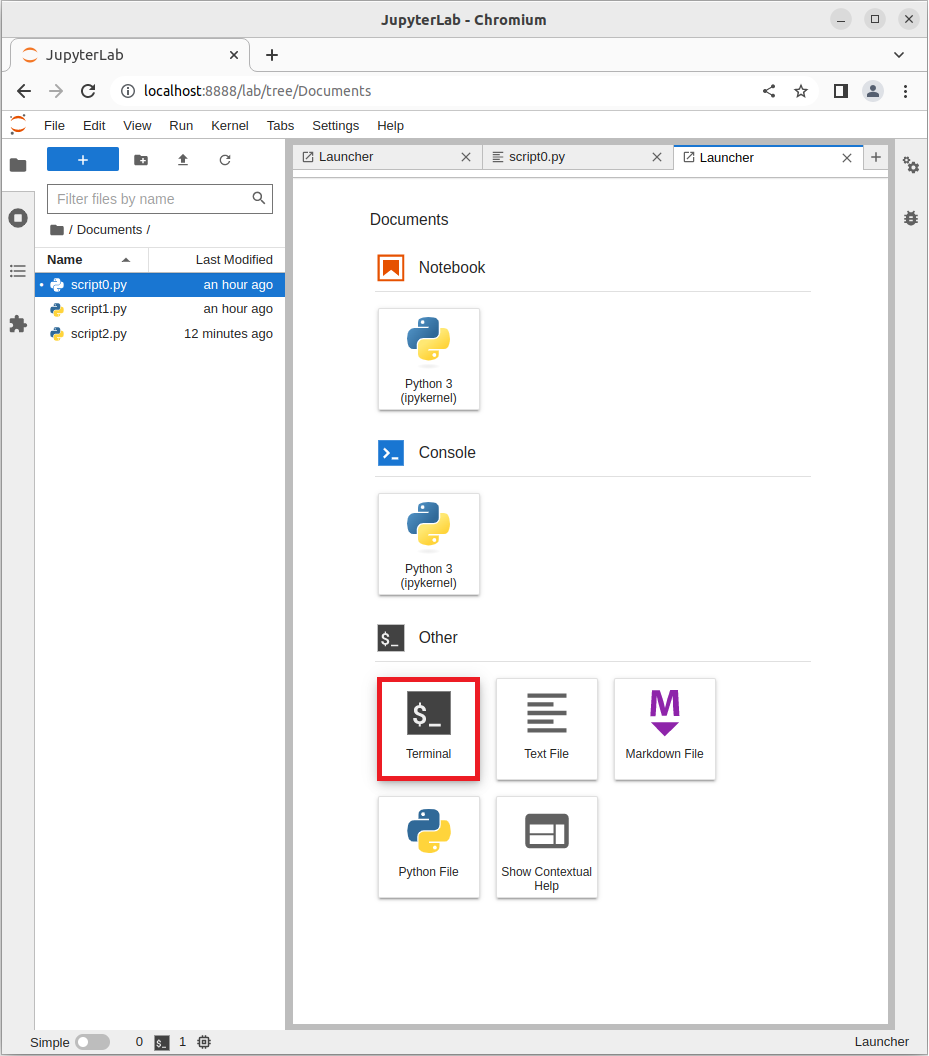 JupyterLab - Chromium
JupyterLab
localhost:8888/lab/tree/Documents
File Edit View Run Kernel Tabs Settings Help
Launcher
script0.py
Launcher
Filter files by name
/ Documents /
Name Last Modified
script0.py an hour ago
script1.py an hour ago
script2.py 12 minutes ago
Documents
Notebook
Python 3
(ipykernel)
Console
Python 3
(ipykernel)
$_ Other
$_
Terminal
Text File
M
Markdown File
Python File
Show Contextual
Help
Simple 0 $_ 1 Launcher